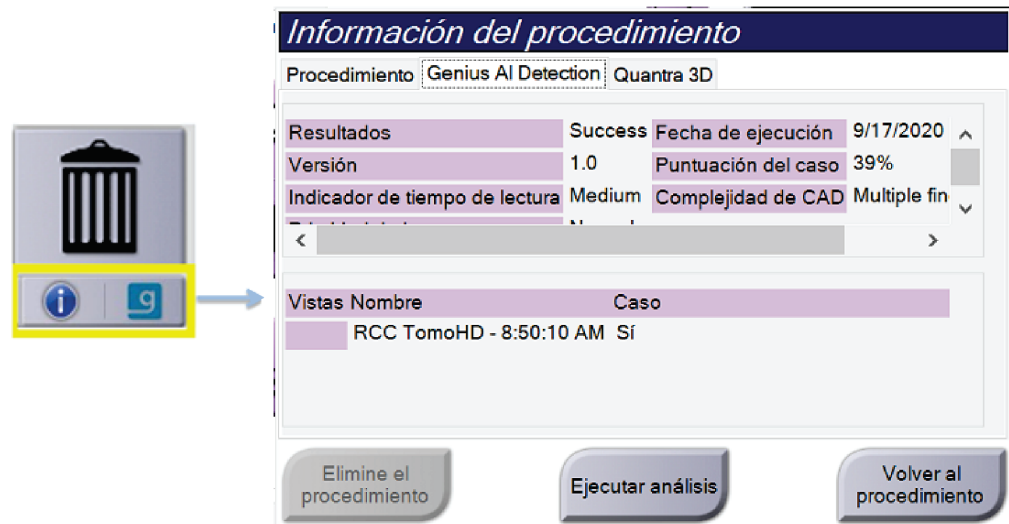 Información del procedimiento
Procedimiento Genius AI Detection Quantra 3D
Resultados Success Fecha de ejecución 9/17/2020
Versión 1.0 Puntuación del caso 39%
Indicador de tiempo de lectura Medium Complejidad de CAD Multiple fin
i g
Vistas Nombre Caso
RCC TomoHD - 8:50:10 AM Sí
Elimine el procedimiento
Ejecutar análisis
Volver al procedimiento